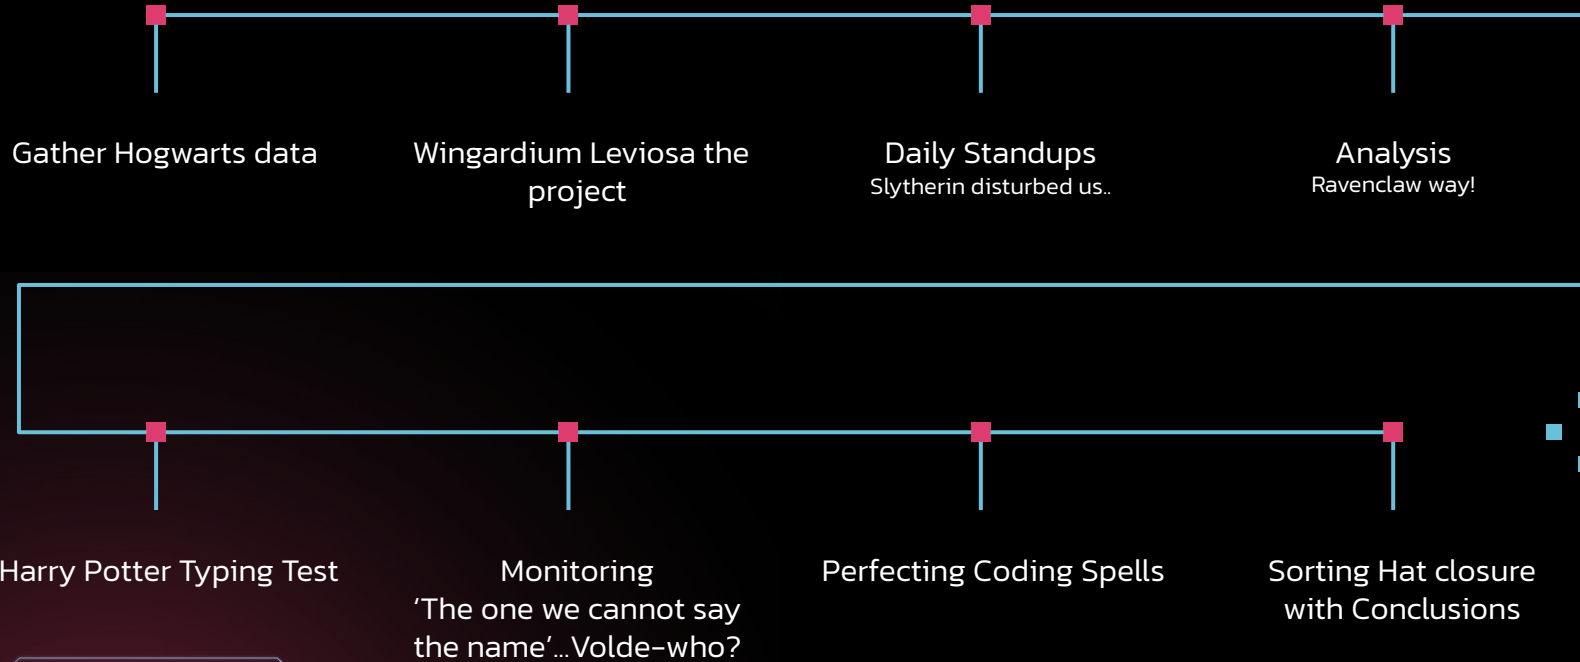 Gather Hogwarts data
Wingardium Leviosa the
project
Daily Standups
Slytherin disturbed us..
Analysis
Ravenclaw way!
Harry Potter Typing Test
Monitoring
‘The one we cannot say
the name’...Volde-who?
Perfecting Coding Spells
Sorting Hat closure
with Conclusions